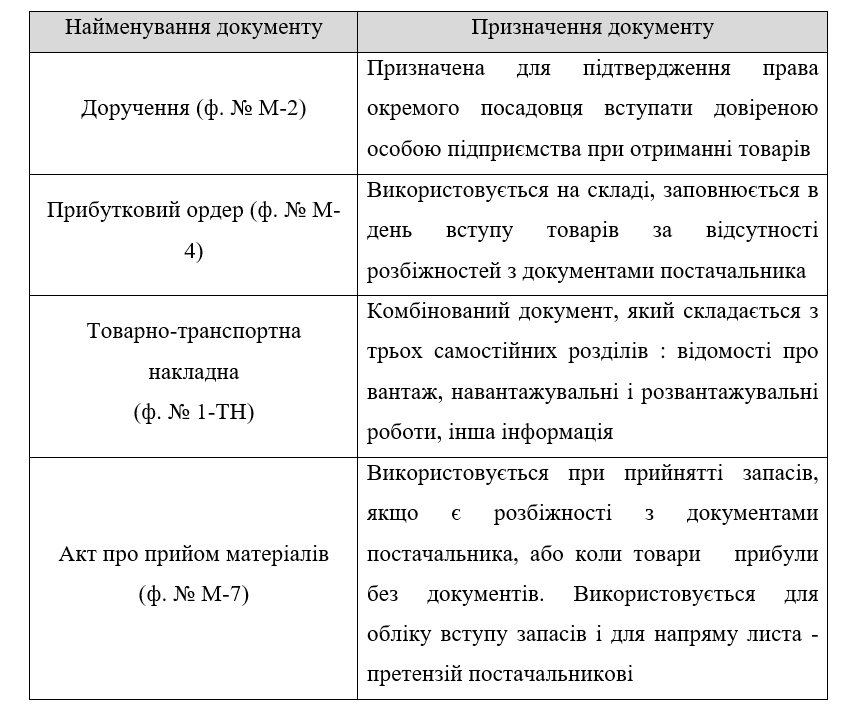 Найменування документу
Призначення документу
Доручення (ф. № М-2)
Призначена для підтвердження права
окремого посадовця вступати довіреною
особою підприємства при отриманні товарів
Прибутковий ордер (ф. № М-
4)
Використовується на складі, заповнюється в
день вступу товарів за відсутності
розбіжностей з документами постачальника
Товарно-транспортна
накладна
(ф. № 1-ТН)
Комбінований документ, який складається з
трьох самостійних розділів : відомості про
вантаж, навантажувальні і розвантажувальні
роботи, інша інформація
Акт про прийом матеріалів
(ф. № М-7)
Використовується при прийнятті запасів,
якщо є розбіжності з документами
постачальника, або коли товари прибули
без документів. Використовується для
обліку вступу запасів і для напряму листа -
претензій постачальникові